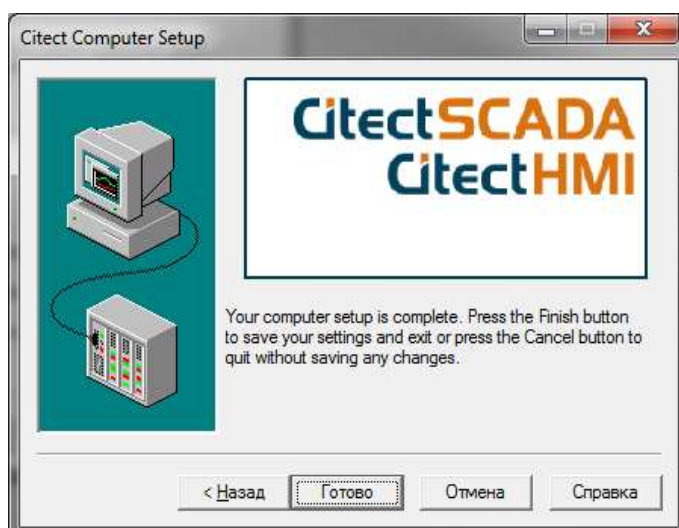 Citect Computer Setup
CitectSCADA
CitectHMI
Your computer setup is complete. Press the Finish button
to save your settings and exit or press the Cancel button to
quit without saving any changes.
< Назад Готово Отмена Справка